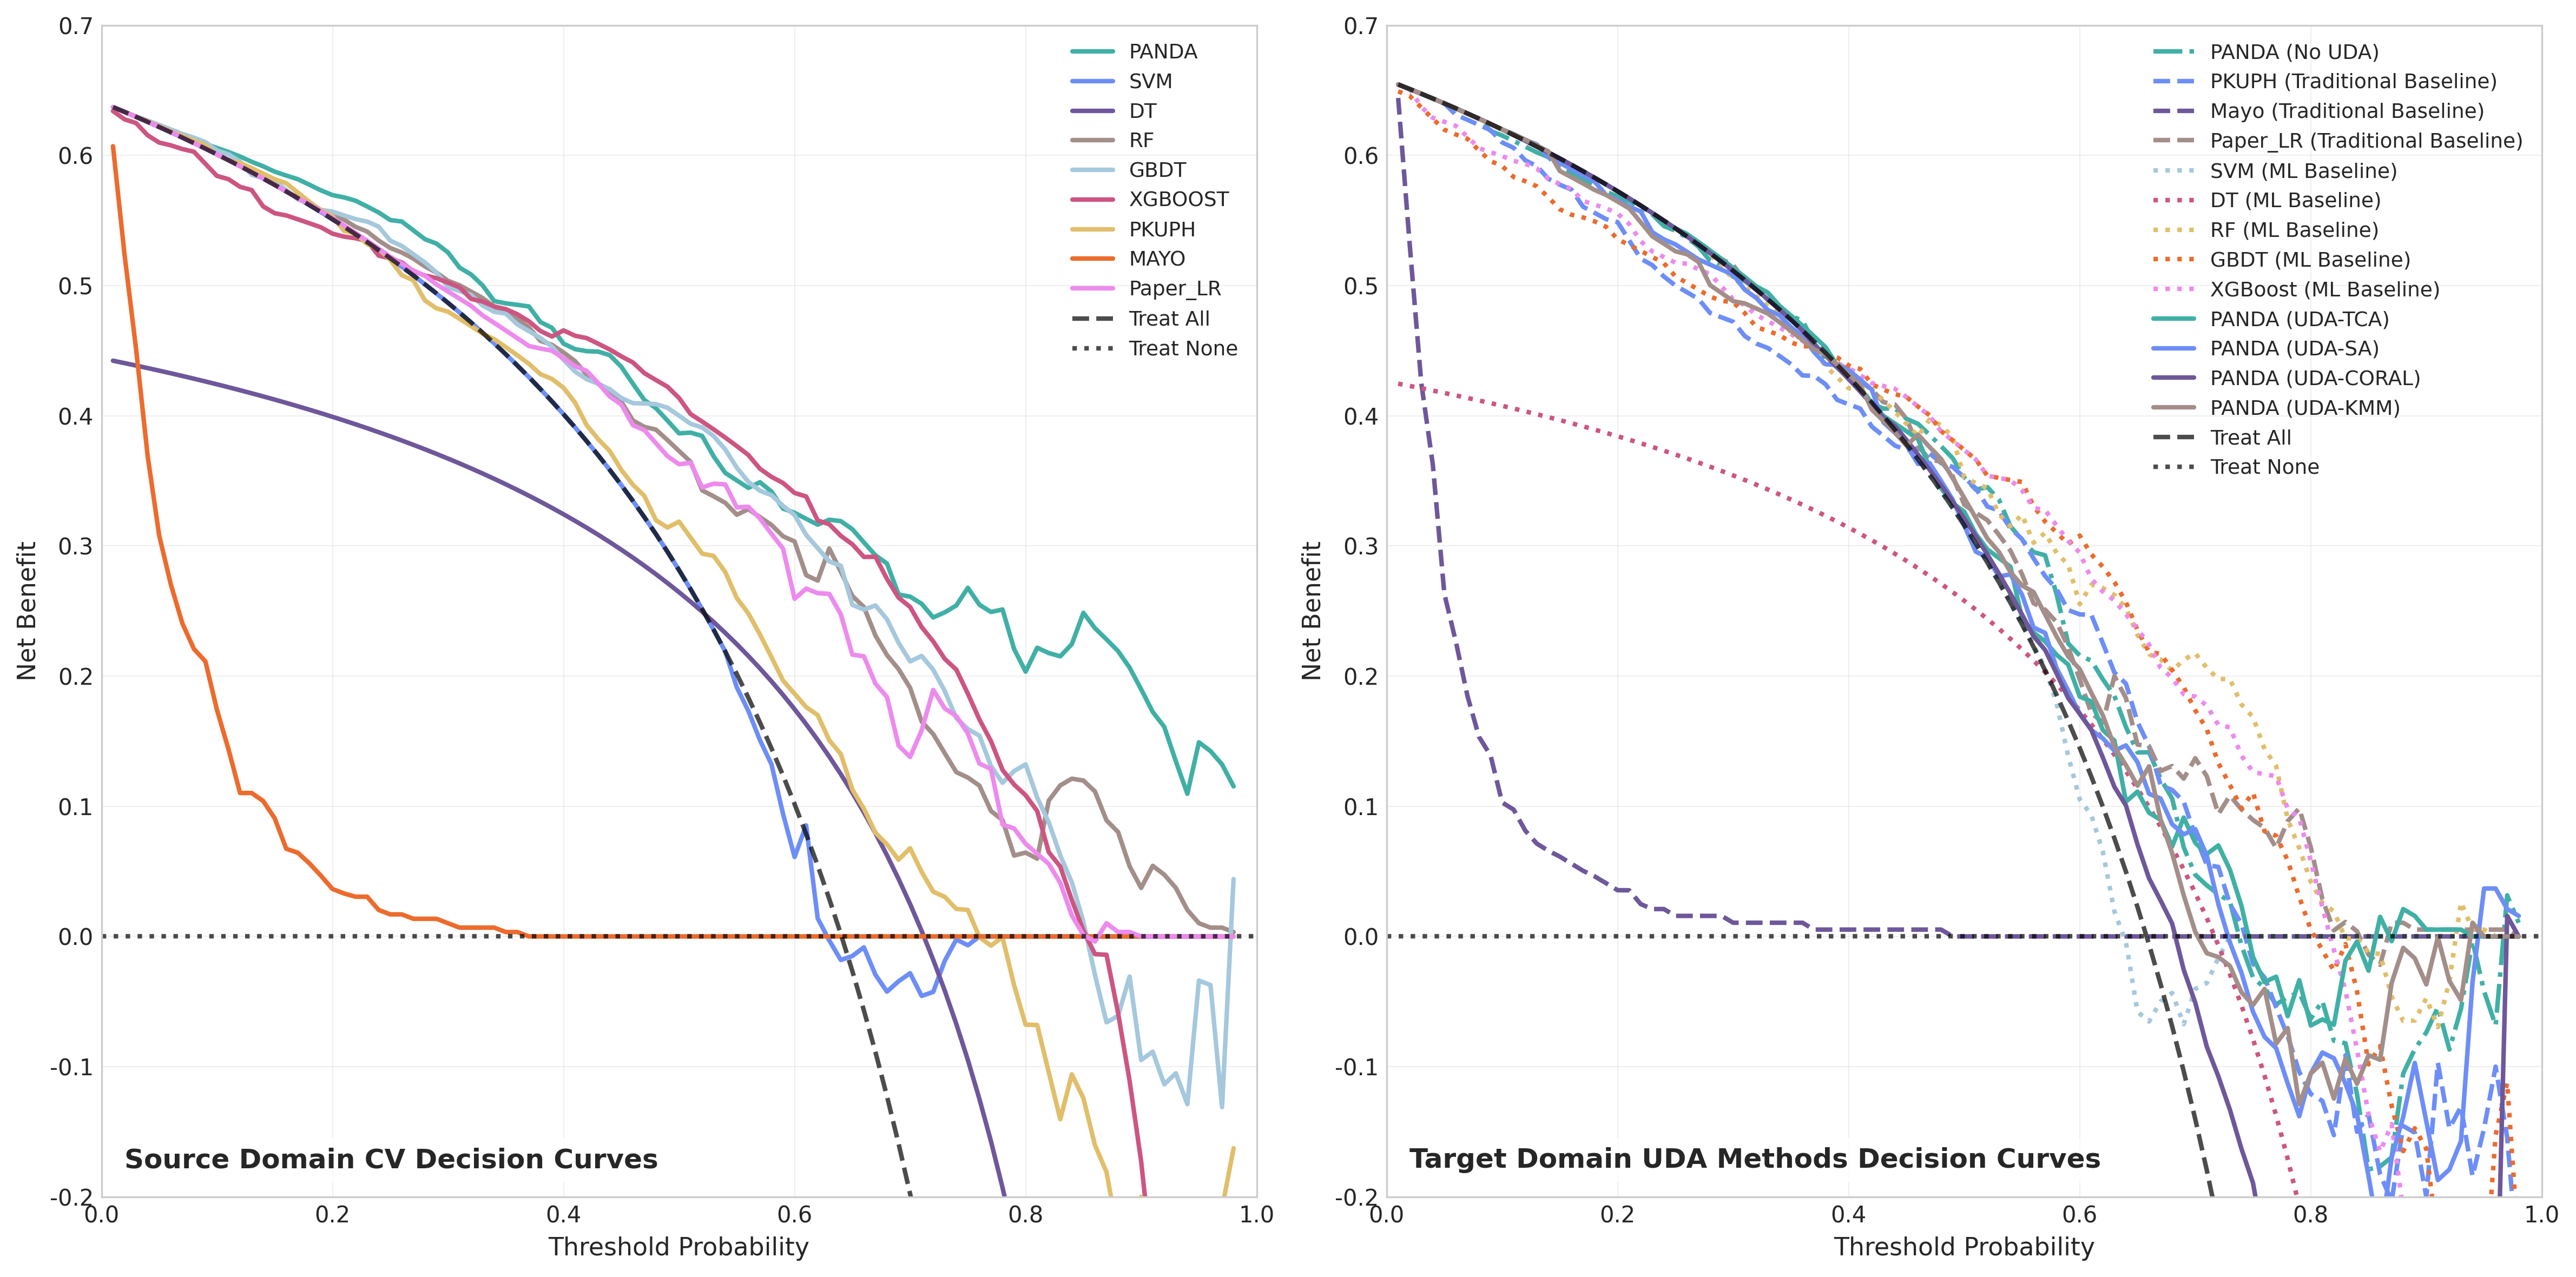 0.7
0.6
0.5
0.4
0.3
0.2
0.1
0.0
-0.1
-0.2
Net Benefit
PANDA
SVM
DT
RF
GBDT
XGBOOST
PKUPH
MAYO
Paper_LR
Treat All
Treat None
Source Domain CV Decision Curves
0.0 0.2 0.4 0.6 0.8 1.0
Threshold Probability
0.7
0.6
0.5
0.4
0.3
0.2
0.1
0.0
-0.1
-0.2
Net Benefit
PANDA (No UDA)
PKUPH (Traditional Baseline)
Mayo (Traditional Baseline)
Paper_LR (Traditional Baseline)
SVM (ML Baseline)
DT (ML Baseline)
RF (ML Baseline)
GBDT (ML Baseline)
XGBoost (ML Baseline)
PANDA (UDA-TCA)
PANDA (UDA-SA)
PANDA (UDA-CORAL)
PANDA (UDA-KMM)
Treat All
Treat None
Target Domain UDA Methods Decision Curves
0.0 0.2 0.4 0.6 0.8 1.0
Threshold Probability